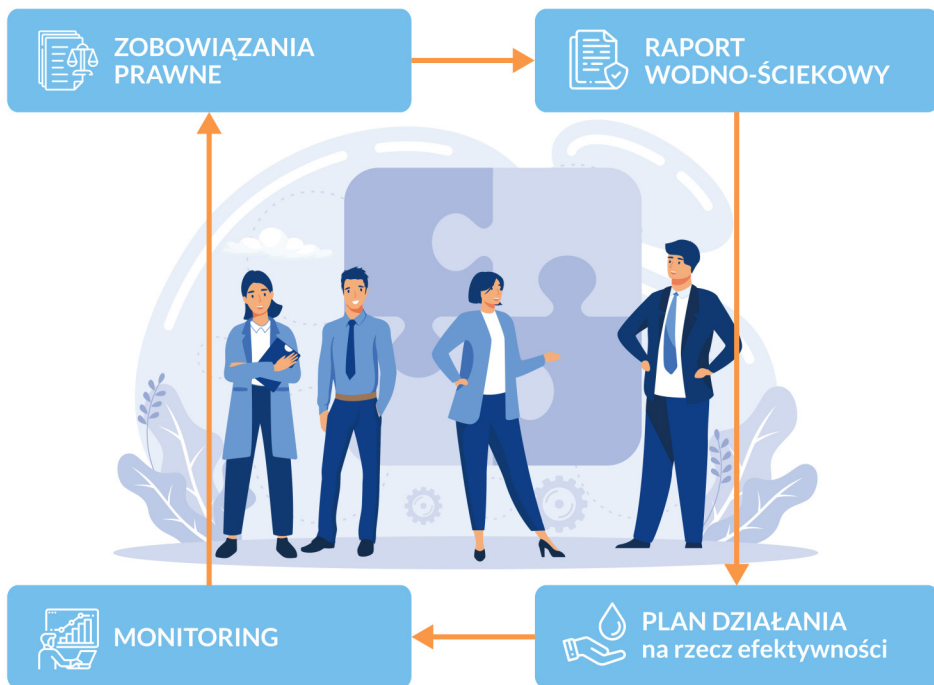 ZOBOWIĄZANIA
PRAWNE
RAPORT
WODNO-ŚCIEKOWY
MONITORING
PLAN DZIAŁANIA
na rzecz efektywności